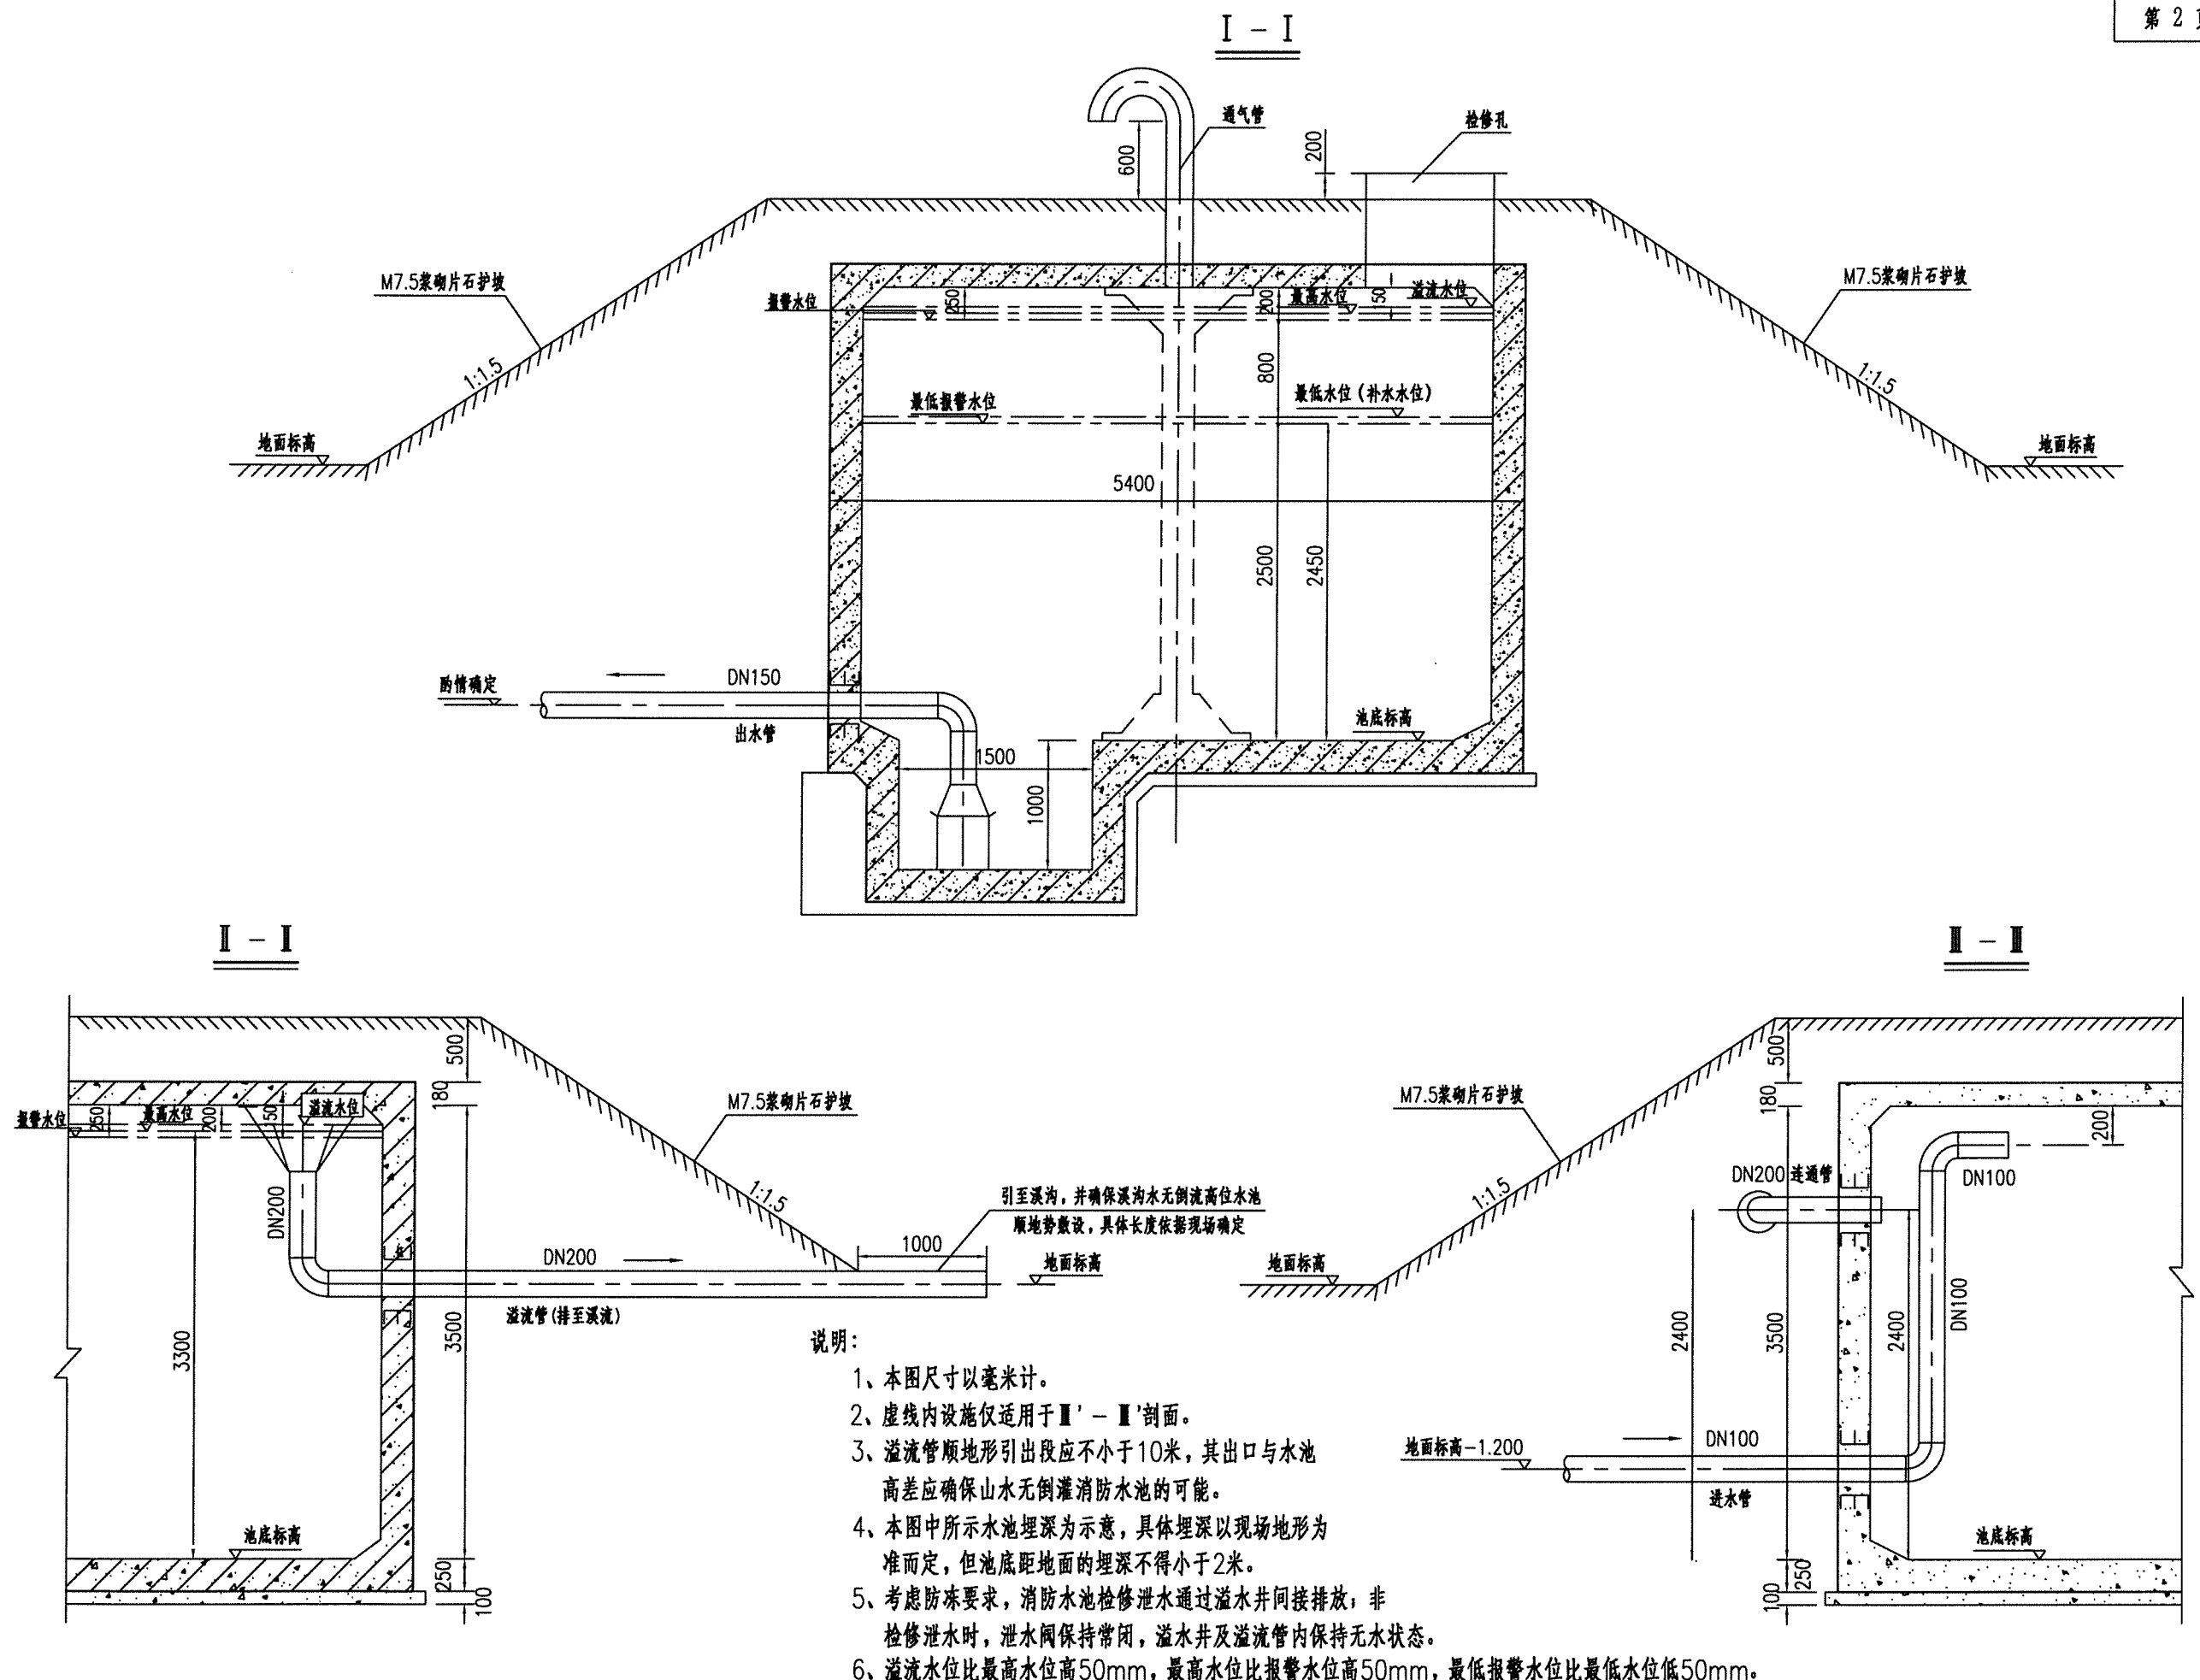 第 2
I - I
通气管
检修孔
600
200
M7.5浆砌片石护坡
M7.5浆砌片石护坡
报警水位
250
200
最高水位
150
溢流水位
1:1.5
1:1.5
800
最低报警水位
最低水位(补水水位)
地面标高
地面标高
5400
2500
2450
酌情确定
DN150
出水管
池底标高
1500
1000
II - II
III - III
500
180
报警水位
250
最高水位
200
150
溢流水位
M7.5浆砌片石护坡
1:1.5
DN200
引至溪沟，并确保溪沟水无倒流高位水池
顺地势敷设，具体长度依据现场确定
DN200
1000
地面标高
溢流管(排至溪流)
3300
3500
池底标高
250
100
500
180
M7.5浆砌片石护坡
200
DN200 连通管
DN100
1:1.5
地面标高
DN100
2400
3500
2400
地面标高-1.200
DN100
进水管
池底标高
250
100
说明：
1、本图尺寸以毫米计。
2、虚线内设施仅适用于III'-III'剖面。
3、溢流管顺地形引出段应不小于10米，其出口与水池
高差应确保山水无倒灌消防水池的可能。
4、本图中所示水池埋深为示意，具体埋深以现场地形为
准而定，但池底距地面的埋深不得小于2米。
5、考虑防冻要求，消防水池检修泄水通过溢水井间接排放；非
检修泄水时，泄水阀保持常闭，溢水井及溢流管内保持无水状态。
6、溢流水位比最高水位高50mm，最高水位比报警水位高50mm，最低报警水位比最低水位低50mm。